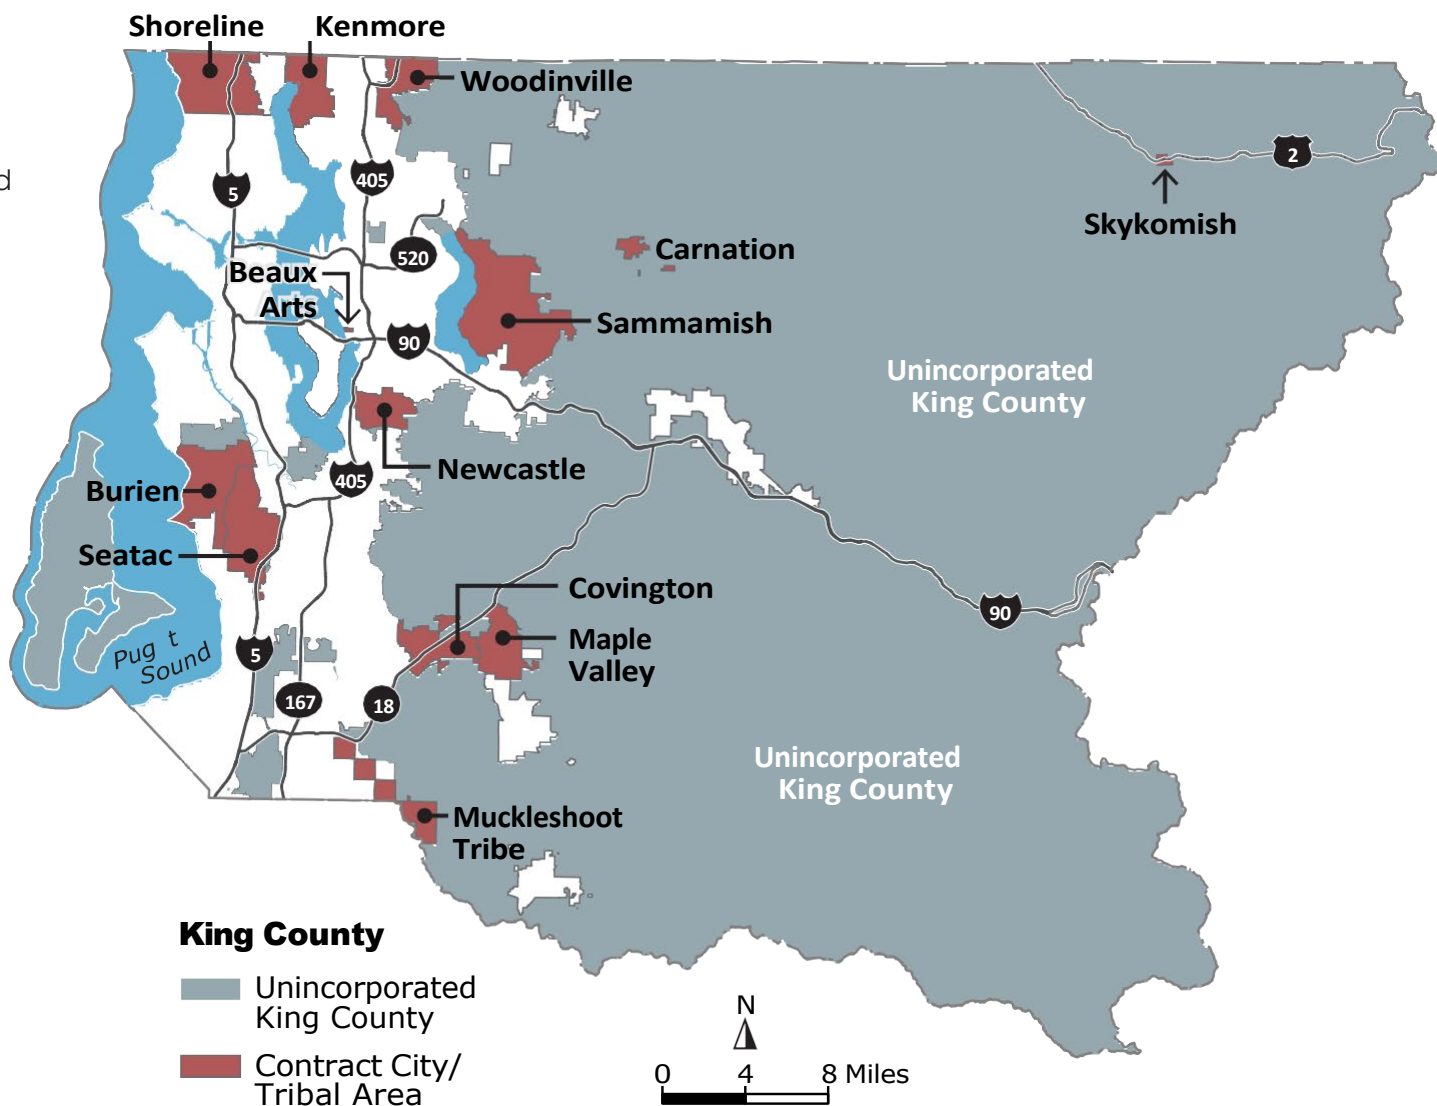 Shoreline
Kenmore
Woodinville
d
5
405
2
Skykomish
Carnation
520
Beaux
Arts
Sammamish
90
Unincorporated
King County
Newcastle
405
Burien
Seatac
Covington
90
Maple
Valley
Pug t
Sound
5
167
18
Unincorporated
King County
Muckleshoot
Tribe
King County
Unincorporated
King County
Contract City/
Tribal Area
N
0 4 8 Miles